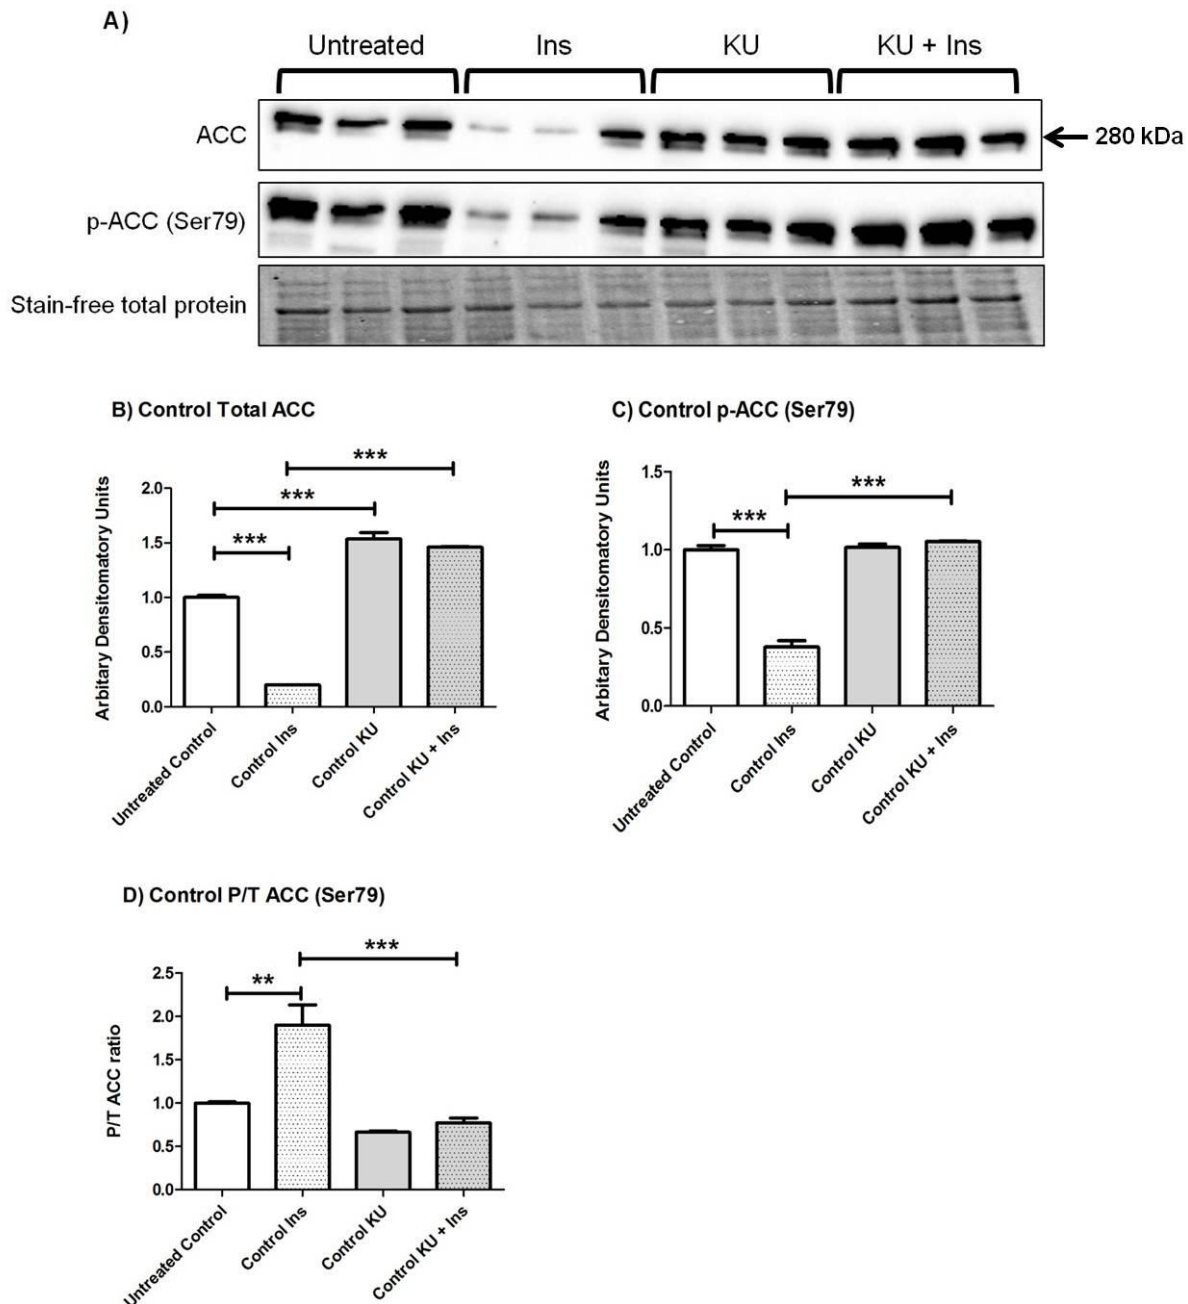 A)
Untreated Ins KU KU + Ins
ACC
280 kDa
p-ACC (Ser79)
Stain-free total protein
B) Control Total ACC
***
***
***
Arbitary Densitomatory Units
2.0
1.5
1.0
0.5
0.0
Untreated Control
Control Ins
Control KU
Control KU + Ins
C) Control p-ACC (Ser79)
***
***
Arbitary Densitomatory Units
1.5
1.0
0.5
0.0
Untreated Control
Control Ins
Control KU
Control KU + Ins
D) Control P/T ACC (Ser79)
***
**
P/T ACC ratio
2.5
2.0
1.5
1.0
0.5
0.0
Untreated Control
Control Ins
Control KU
Control KU + Ins